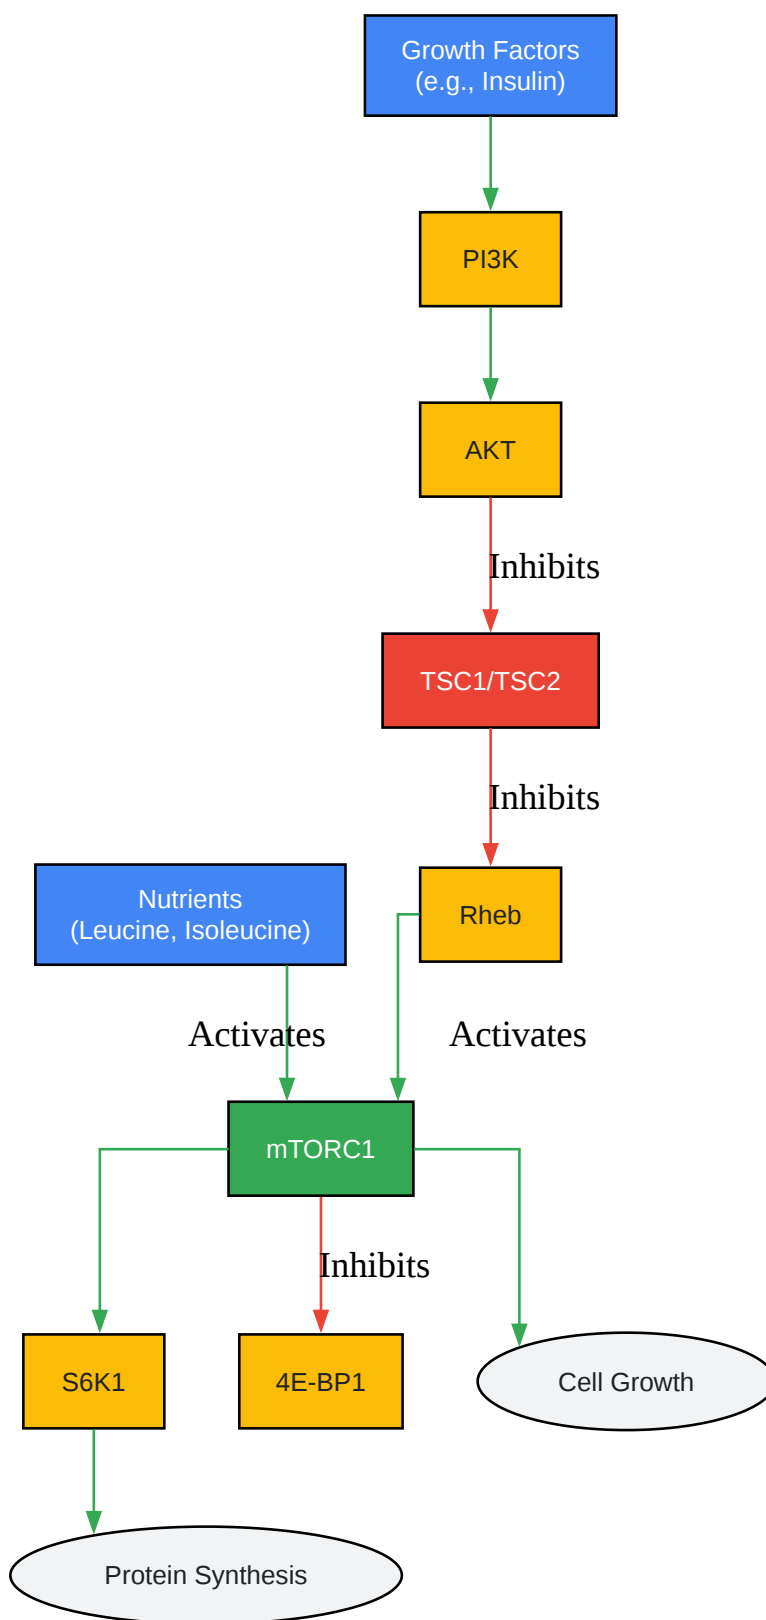 Growth Factors
(e.g., Insulin)
PI3K
AKT
Inhibits
TSC1/TSC2
Inhibits
Nutrients
(Leucine, Isoleucine)
Rheb
Activates
Activates
mTORC1
Inhibits
S6K1
4E-BP1
Cell Growth
Protein Synthesis